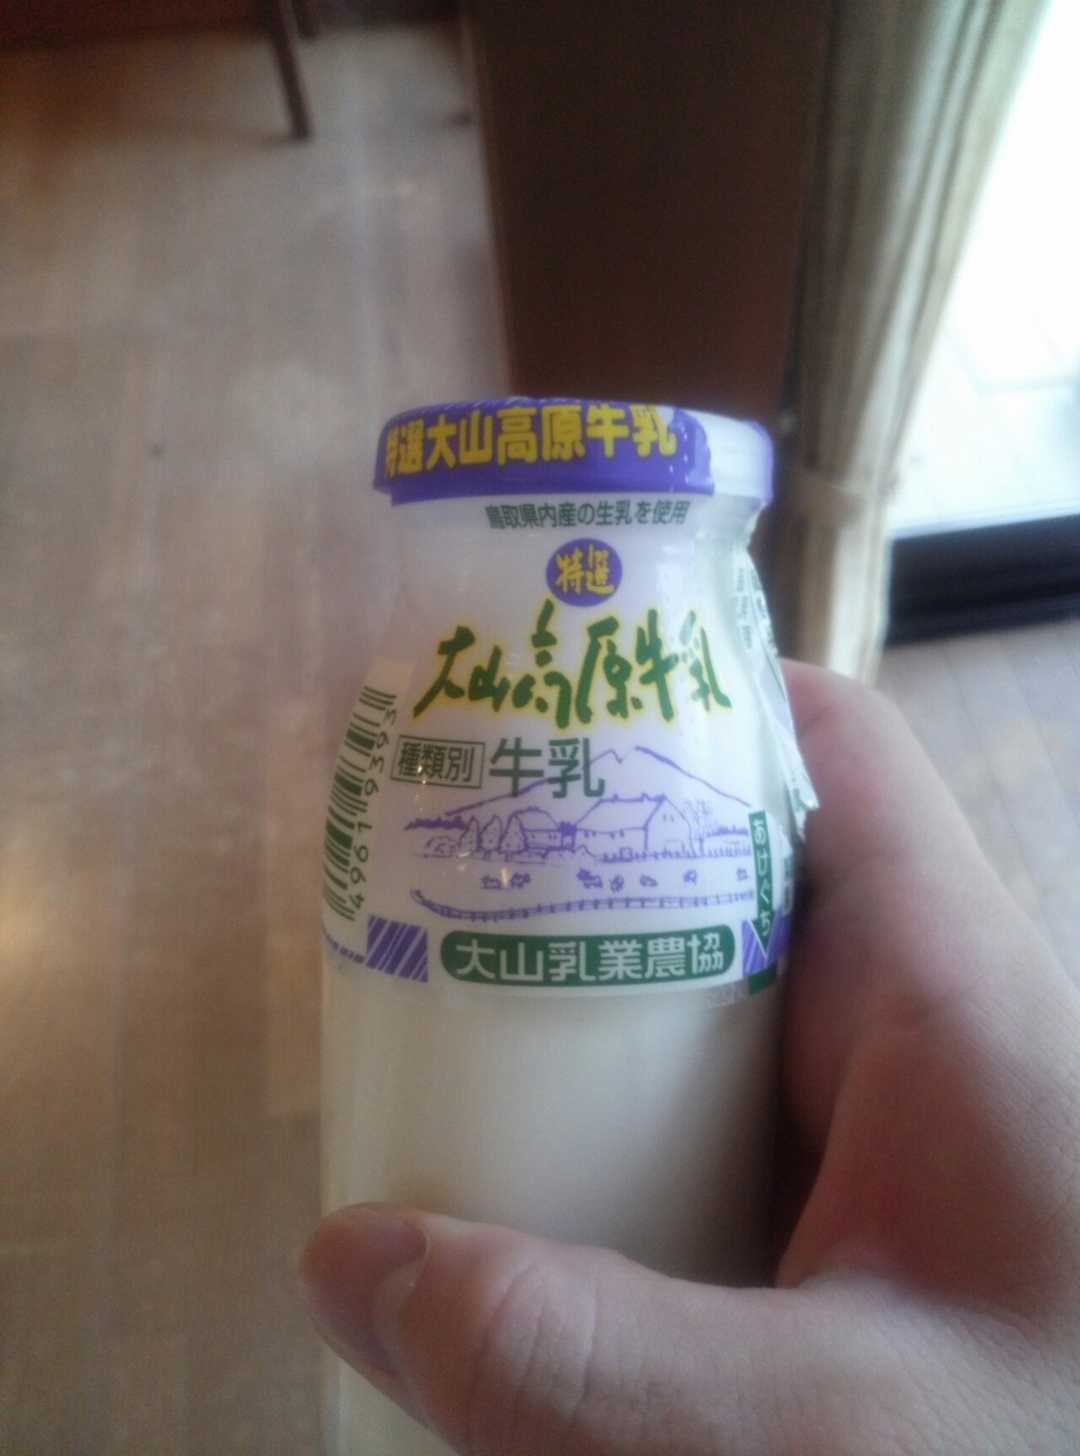 特選大山高原牛乳
鳥取県内産の生乳を使用
特選
大山高原牛乳
種類別 牛乳
あけぐち
大山乳業農協